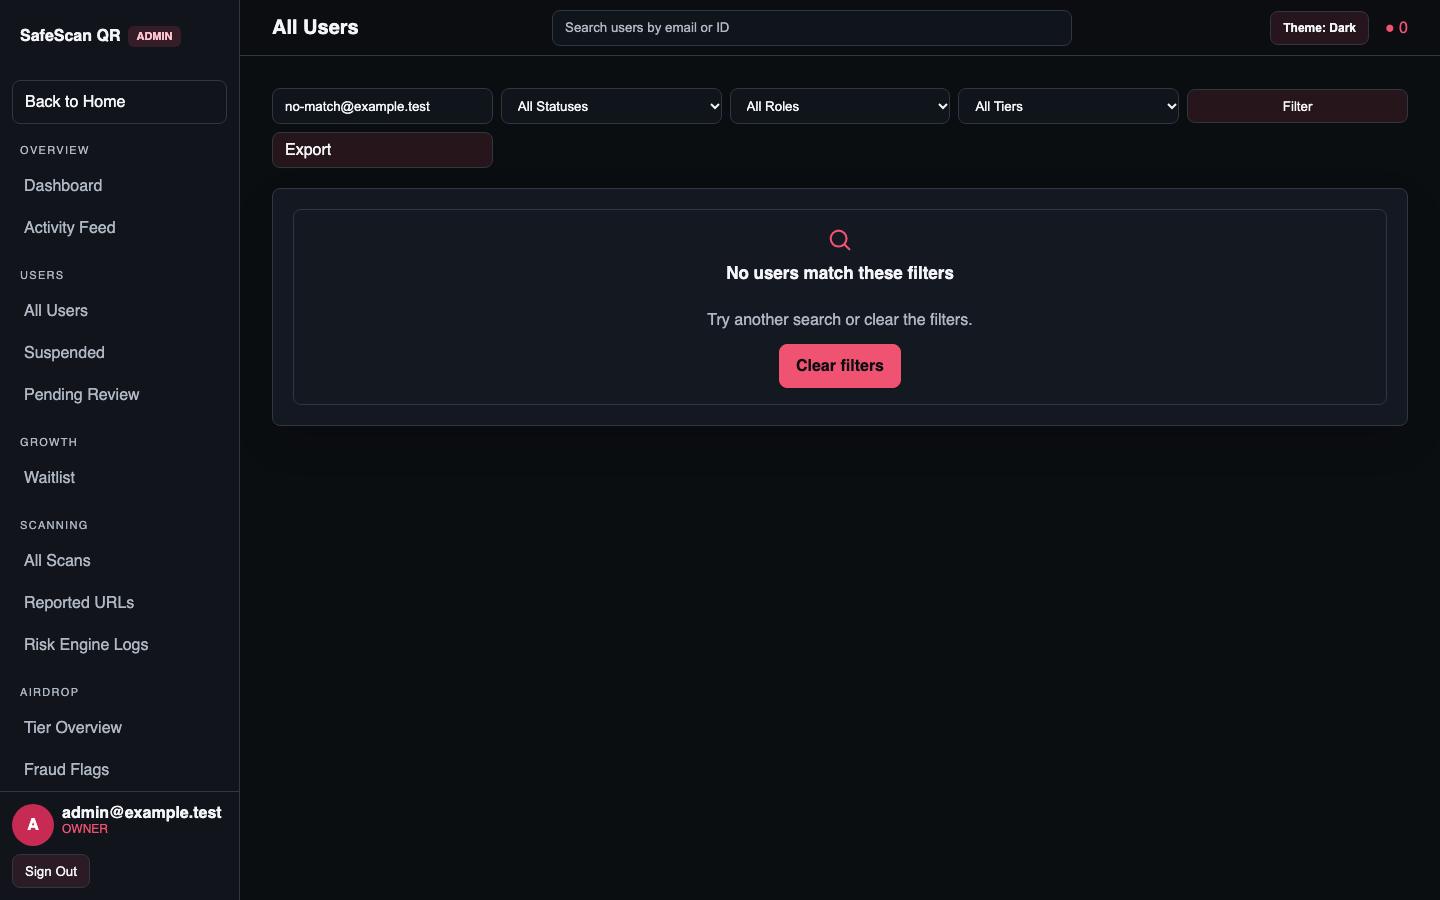 SafeScan QR ADMIN
All Users
Search users by email or ID
Theme: Dark
0
Back to Home
OVERVIEW
Dashboard
Activity Feed
USERS
All Users
Suspended
Pending Review
GROWTH
Waitlist
SCANNING
All Scans
Reported URLs
Risk Engine Logs
AIRDROP
Tier Overview
Fraud Flags
A
admin@example.test
OWNER
Sign Out
no-match@example.test
All Statuses
All Roles
All Tiers
Filter
Export
No users match these filters
Try another search or clear the filters.
Clear filters